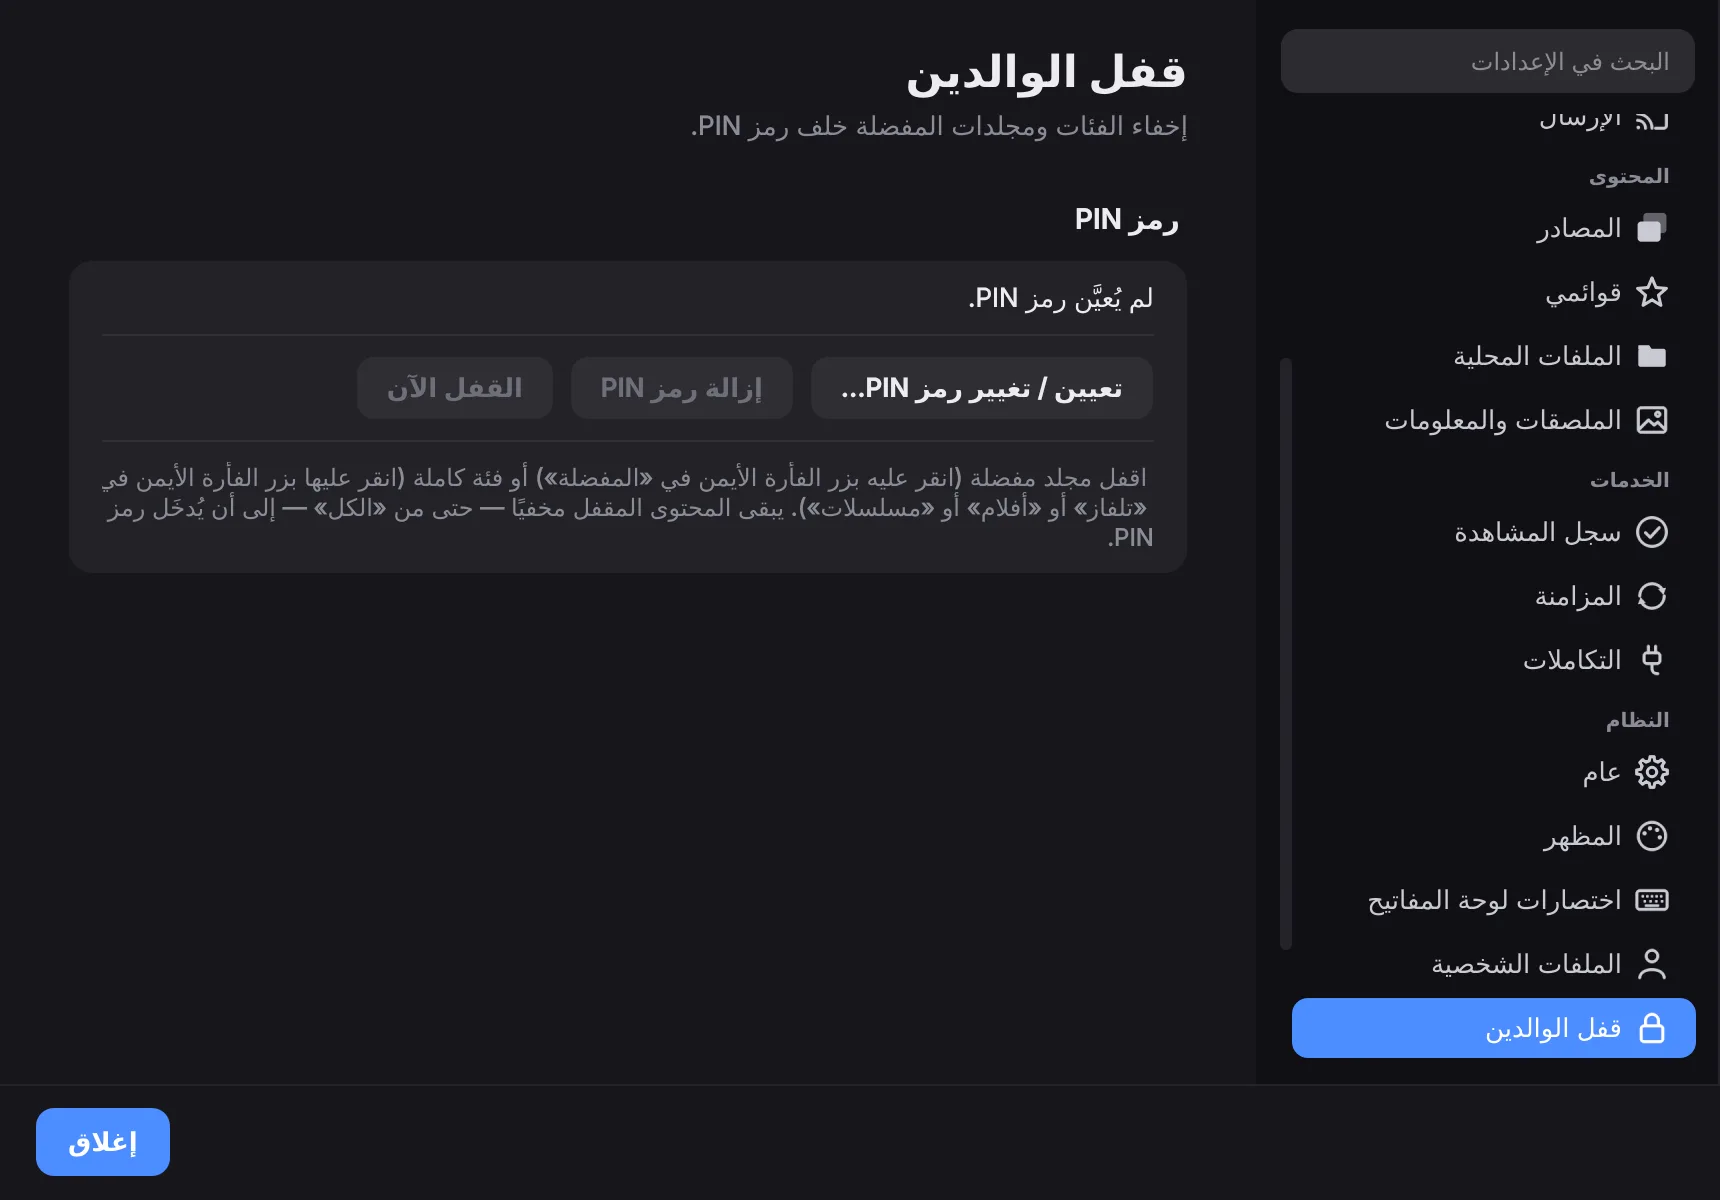 البحث في الإعدادات
الإرسال
المحتوى
المصادر
قوائمي
الملفات المحلية
الملصقات والمعلومات
الخدمات
سجل المشاهدة
المزامنة
التكاملات
النظام
عام
المظهر
اختصارات لوحة المفاتيح
الملفات الشخصية
قفل الوالدين
قفل الوالدين
إخفاء الفئات ومجلدات المفضلة خلف رمز PIN.
رمز PIN
لم يُعيَّن رمز PIN.
تعيين / تغيير رمز PIN...
إزالة رمز PIN
القفل الآن
اقفل مجلد مفضلة (انقر عليه بزر الفأرة الأيمن في «المفضلة») أو فئة كاملة (انقر عليها بزر الفأرة الأيمن في
«تلفاز» أو «أفلام» أو «مسلسلات»). يبقى المحتوى المقفل مخفيًا — حتى من «الكل» — إلى أن يُدخَل رمز
PIN.
إغلاق